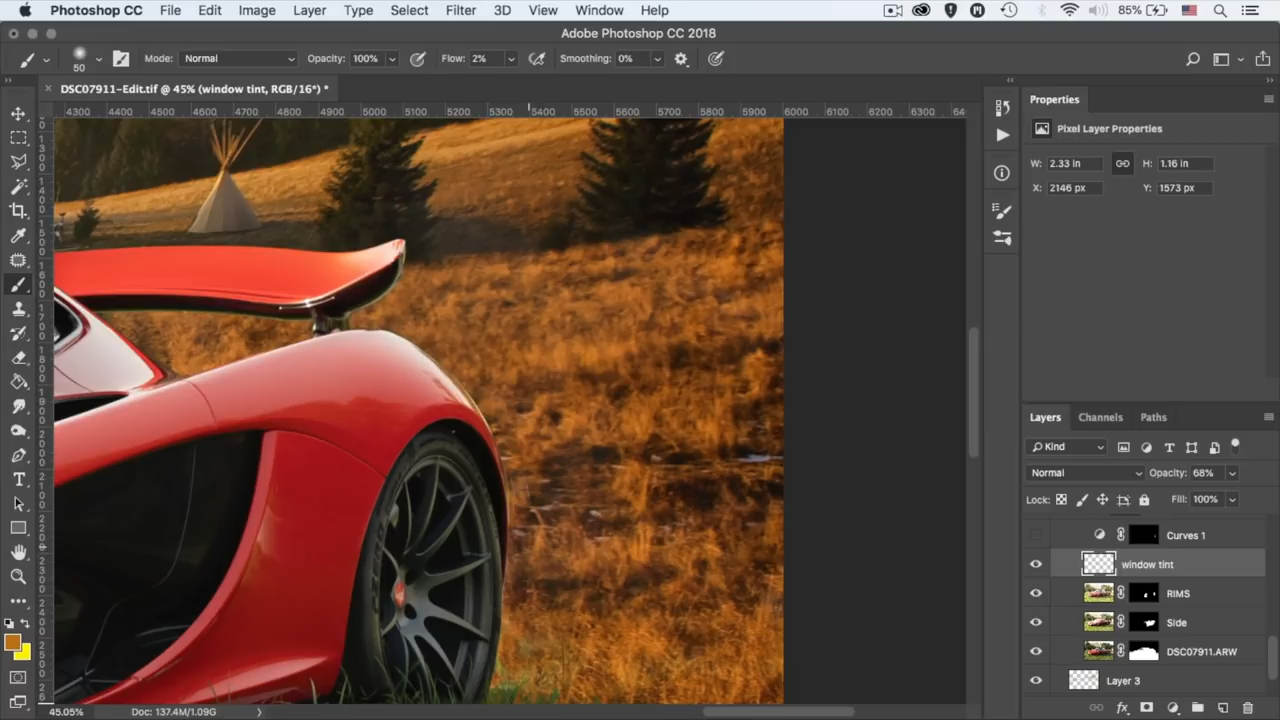 Photoshop CC File Edit Image Layer Type Select Filter 3D View Window Help 85%
Adobe Photoshop CC 2018
50 Mode: Normal Opacity: 100% Flow: 2% Smoothing: 0%
DSC07911-Edit.tif @ 45% (window tint, RGB/16*) *
4300 4400 4500 4600 4700 4800 4900 5000 5100 5200 5300 5400 5500 5600 5700 5800 5900 6000 6100 6200 6300 64
Properties
Pixel Layer Properties
W: 2.33 in H: 1.16 in
X: 2146 px Y: 1573 px
Layers Channels Paths
Kind
Normal Opacity: 68%
Lock: Fill: 100%
Curves 1
window tint
RIMS
Side
DSC07911.ARW
Layer 3
45.05% Doc: 137.4M/1.09G